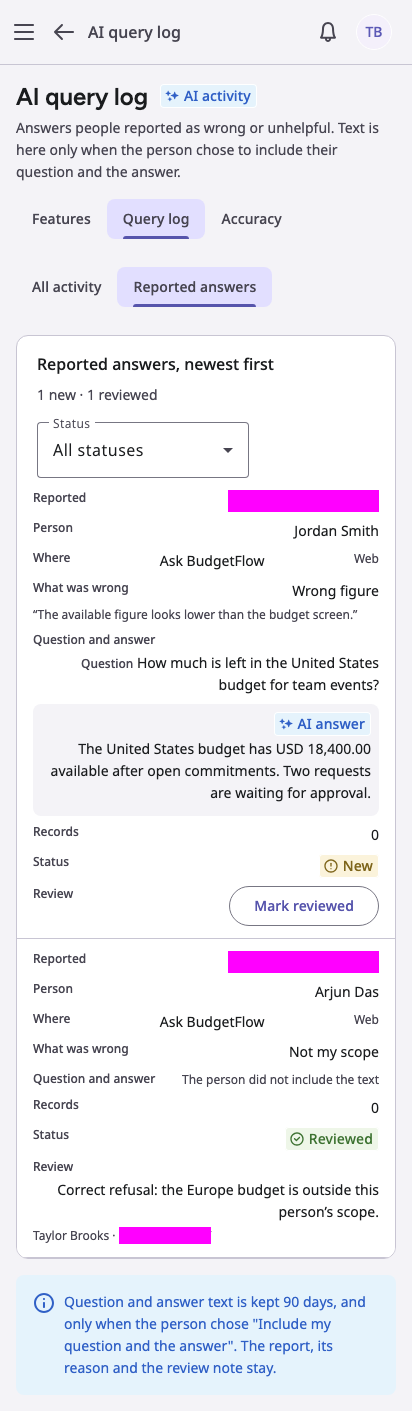 AI query log
TB
AI query log
AI activity
Answers people reported as wrong or unhelpful. Text is
here only when the person chose to include their
question and the answer.
Features
Query log
Accuracy
All activity
Reported answers
Reported answers, newest first
1 new · 1 reviewed
Status
All statuses
Reported
Person
Jordan Smith
Where
Ask BudgetFlow
Web
What was wrong
Wrong figure
“The available figure looks lower than the budget screen.”
Question and answer
Question How much is left in the United States
budget for team events?
AI answer
The United States budget has USD 18,400.00
available after open commitments. Two requests
are waiting for approval.
Records
0
Status
New
Review
Mark reviewed
Reported
Person
Arjun Das
Where
Ask BudgetFlow
Web
What was wrong
Not my scope
Question and answer
The person did not include the text
Records
0
Status
Reviewed
Review
Correct refusal: the Europe budget is outside this
person’s scope.
Taylor Brooks ·
Question and answer text is kept 90 days, and
only when the person chose "Include my
question and the answer". The report, its
reason and the review note stay.